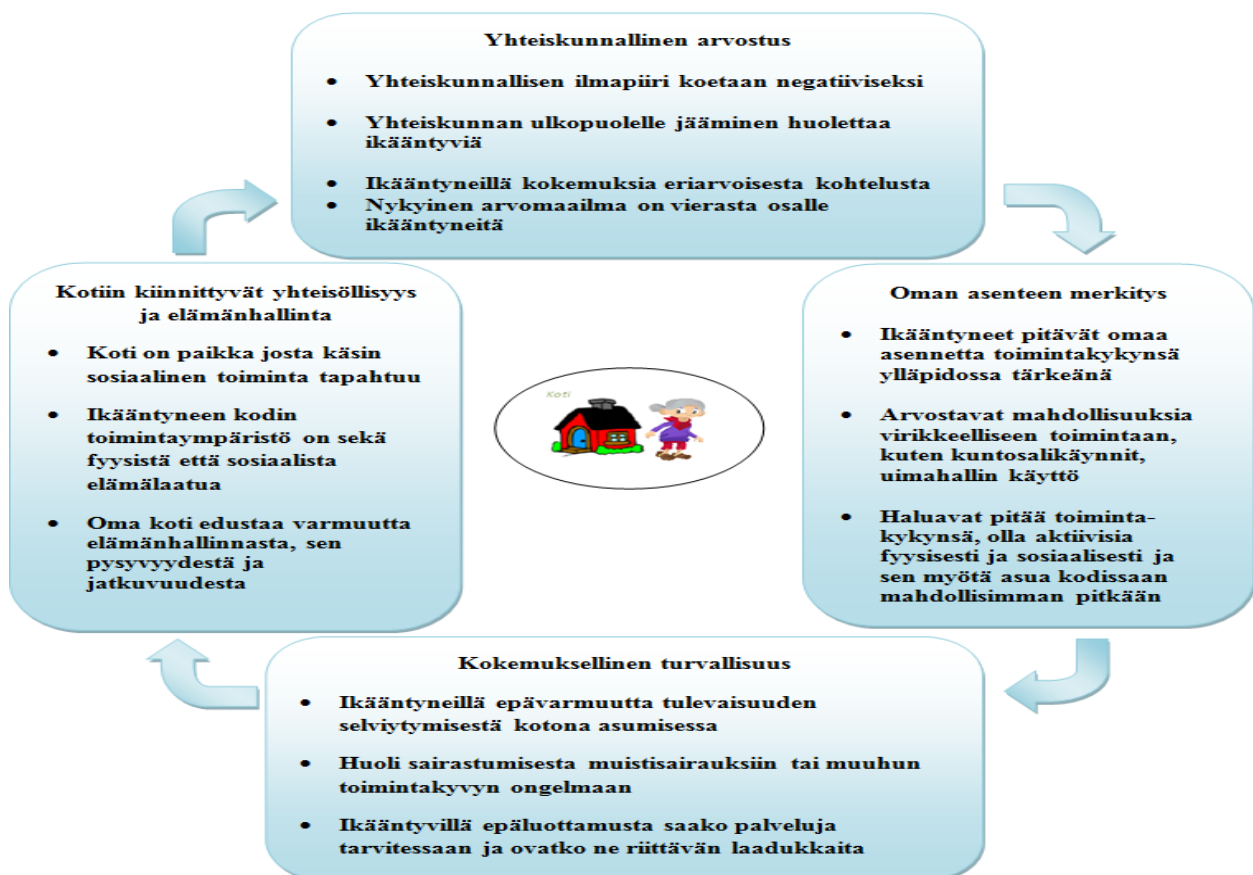 Yhteiskunnallinen arvostus
• Yhteiskunnallisen ilmapiiri koetaan negatiiviseksi
• Yhteiskunnan ulkopuolelle jääminen huolettaa
ikääntyviä
• Ikääntyneillä kokemuksia eriarvoisesta kohtelusta
• Nykyinen arvomaailma on vierasta osalle
ikääntyneitä
Oman asenteen merkitys
• Ikääntyneet pitävät omaa
asennetta toimintakykynsä
ylläpidossa tärkeänä
• Arvostavat mahdollisuuksia
virikkeelliseen toimintaan,
kuten kuntosalikäynnit,
uimahallin käyttö
• Haluavat pitää toiminta-
kykynsä, olla aktiivisia
fyysisesti ja sosiaalisesti ja
sen myötä asua kodissaan
mahdollisimman pitkään
Kokemuksellinen turvallisuus
• Ikääntyneillä epävarmuutta tulevaisuuden
selviytymisestä kotona asumisessa
• Huoli sairastumisesta muistisairauksiin tai muuhun
toimintakyvyn ongelmaan
• Ikääntyvillä epäluottamusta saako palveluja
tarvitessaan ja ovatko ne riittävän laadukkaita
Kotiin kiinnittyvät yhteisöllisyys
ja elämänhallinta
• Koti on paikka josta käsin
sosiaalinen toiminta tapahtuu
• Ikääntyneen kodin
toimintaympäristö on sekä
fyysistä että sosiaalista
elämälaatua
• Oma koti edustaa varmuutta
elämänhallinnasta, sen
pysyvyydestä ja
jatkuvuudesta
Koti